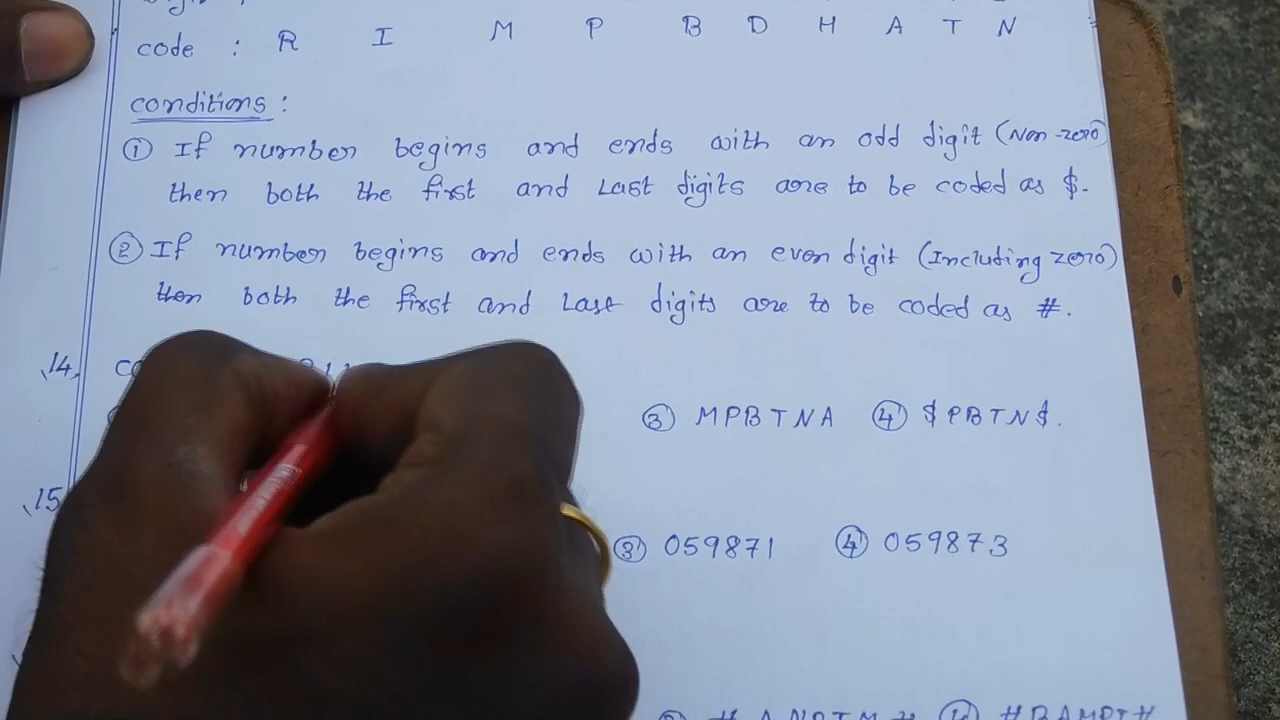 code : R I M P B D H A T N
conditions :
① If number begins and ends with an odd digit (Non-zero)
then both the first and Last digits are to be coded as $.
② If number begins and ends with an even digit (Including zero)
then both the first and Last digits are to be coded as #.
14,
③ MPBTNA ④ $PBTN$.
15
③ 059871 ④ 059873